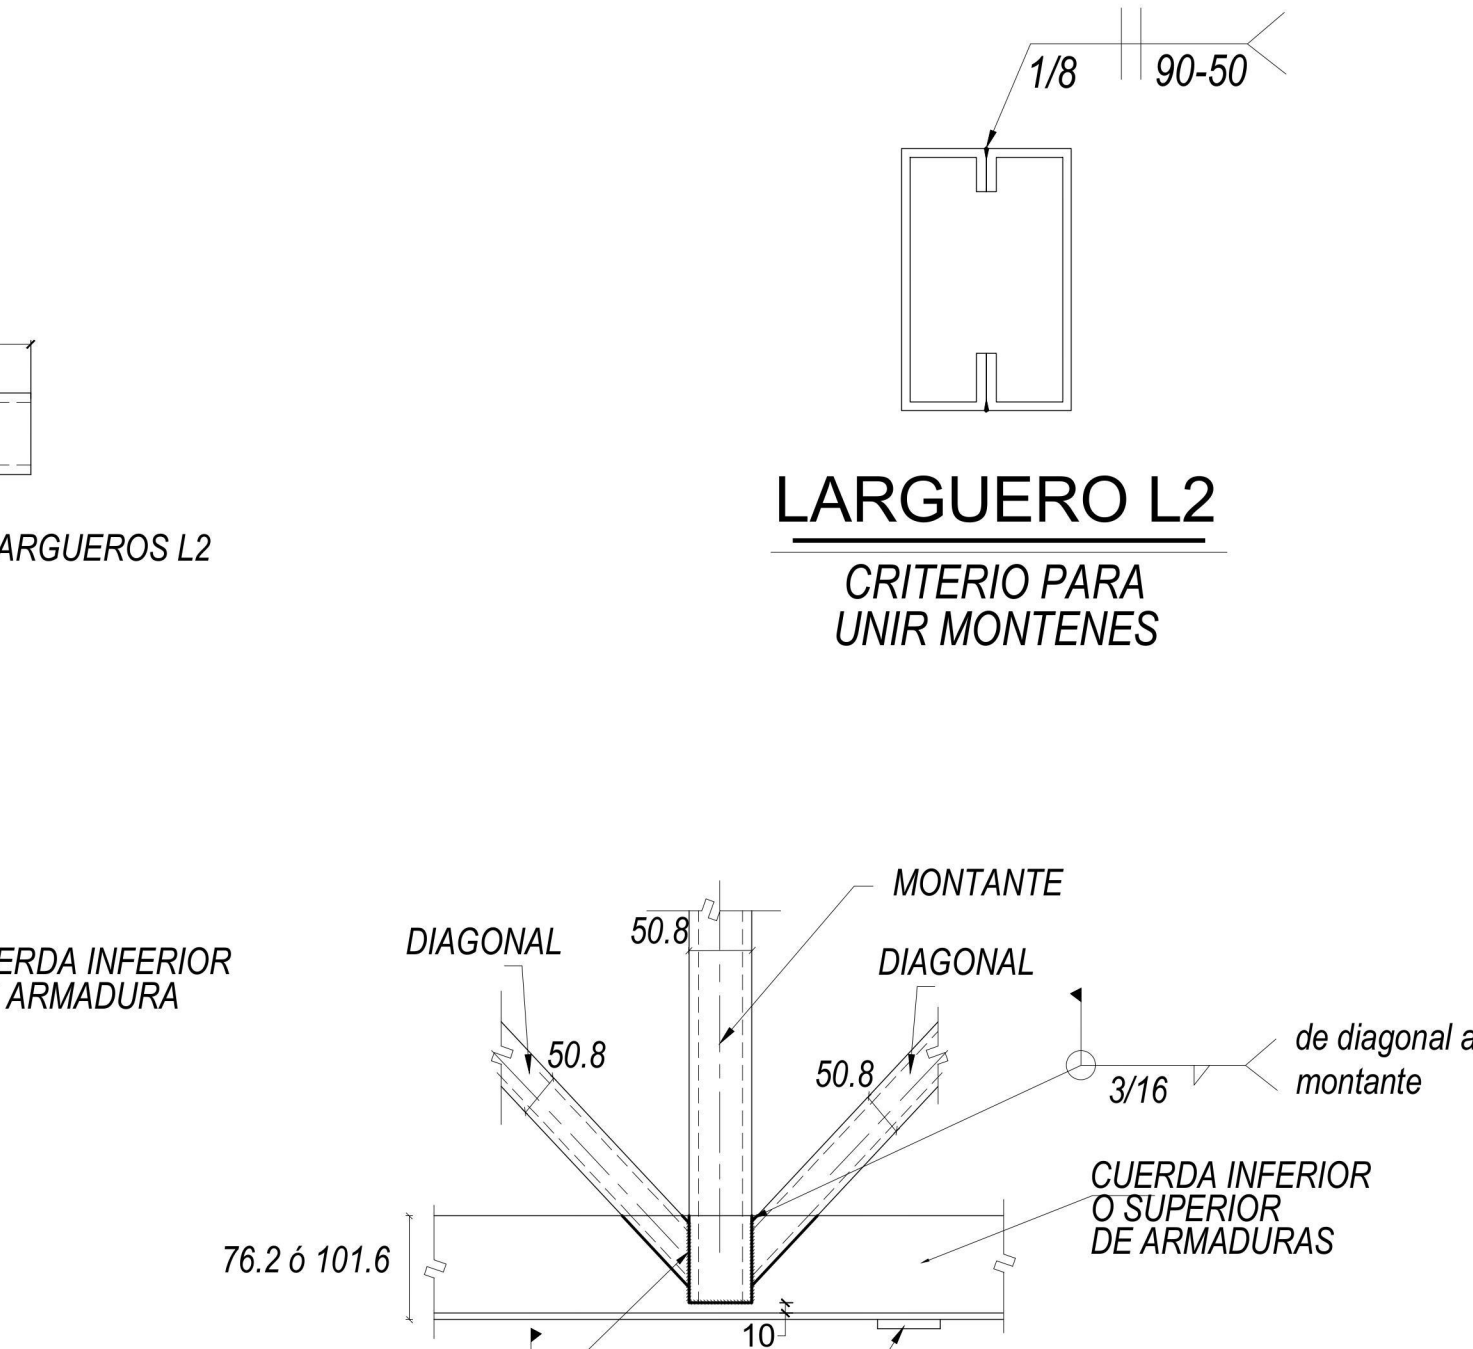 1/8
90-50
LARGUERO L2
CRITERIO PARA
UNIR MONTENES
ARGUEROS L2
MONTANTE
50.8
DIAGONAL
DIAGONAL
ERDA INFERIOR
ARMADURA
50.8
50.8
de diagonal a
montante
3/16
CUERDA INFERIOR
O SUPERIOR
DE ARMADURAS
76.2 ó 101.6
10